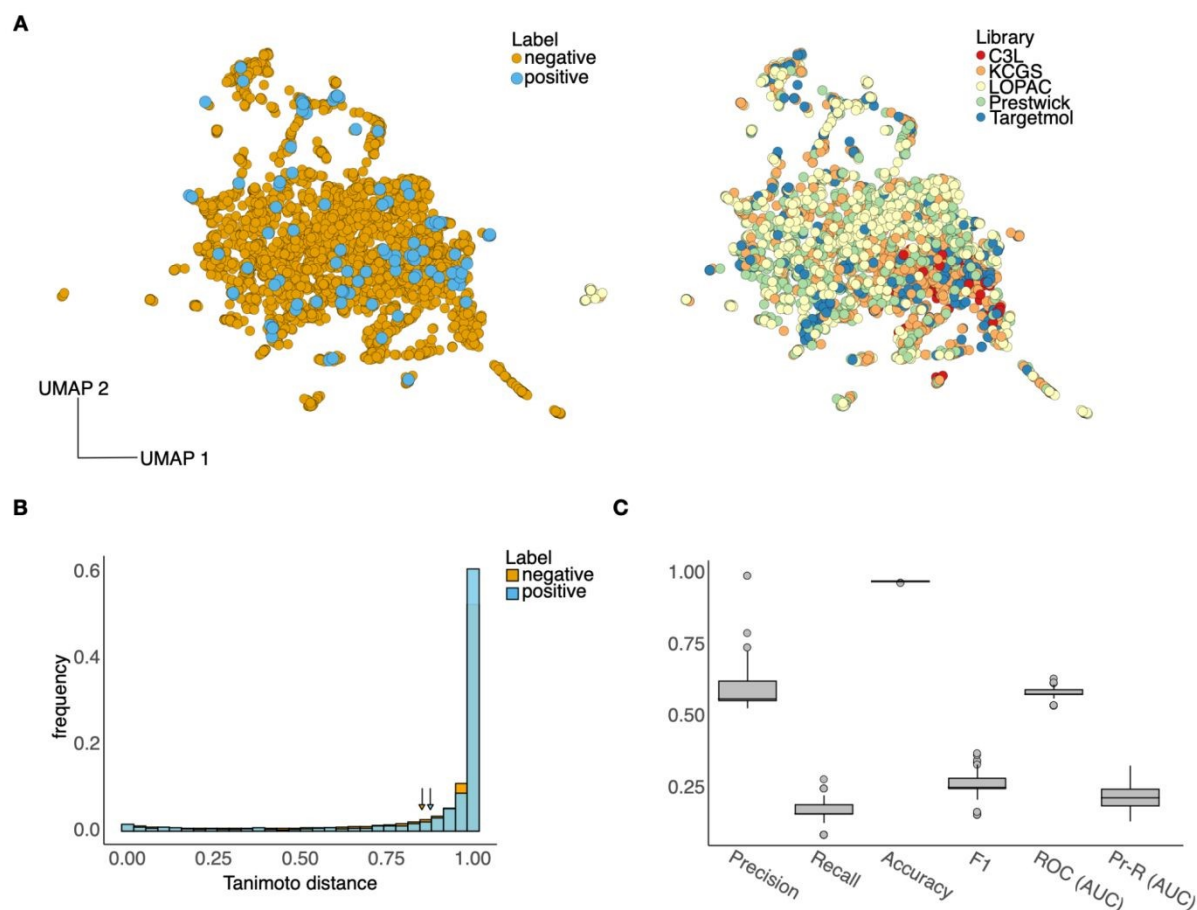 A
Label
negative
positive
Library
C3L
KCGS
LOPAC
Prestwick
Targetmol
UMAP 2
UMAP 1
B
Label
negative
positive
0.6
0.4
0.2
0.0
frequency
0.00 0.25 0.50 0.75 1.00
Tanimoto distance
C
1.00
0.75
0.50
0.25
Precision
Recall
Accuracy
F1
ROC (AUC)
Pr-R (AUC)